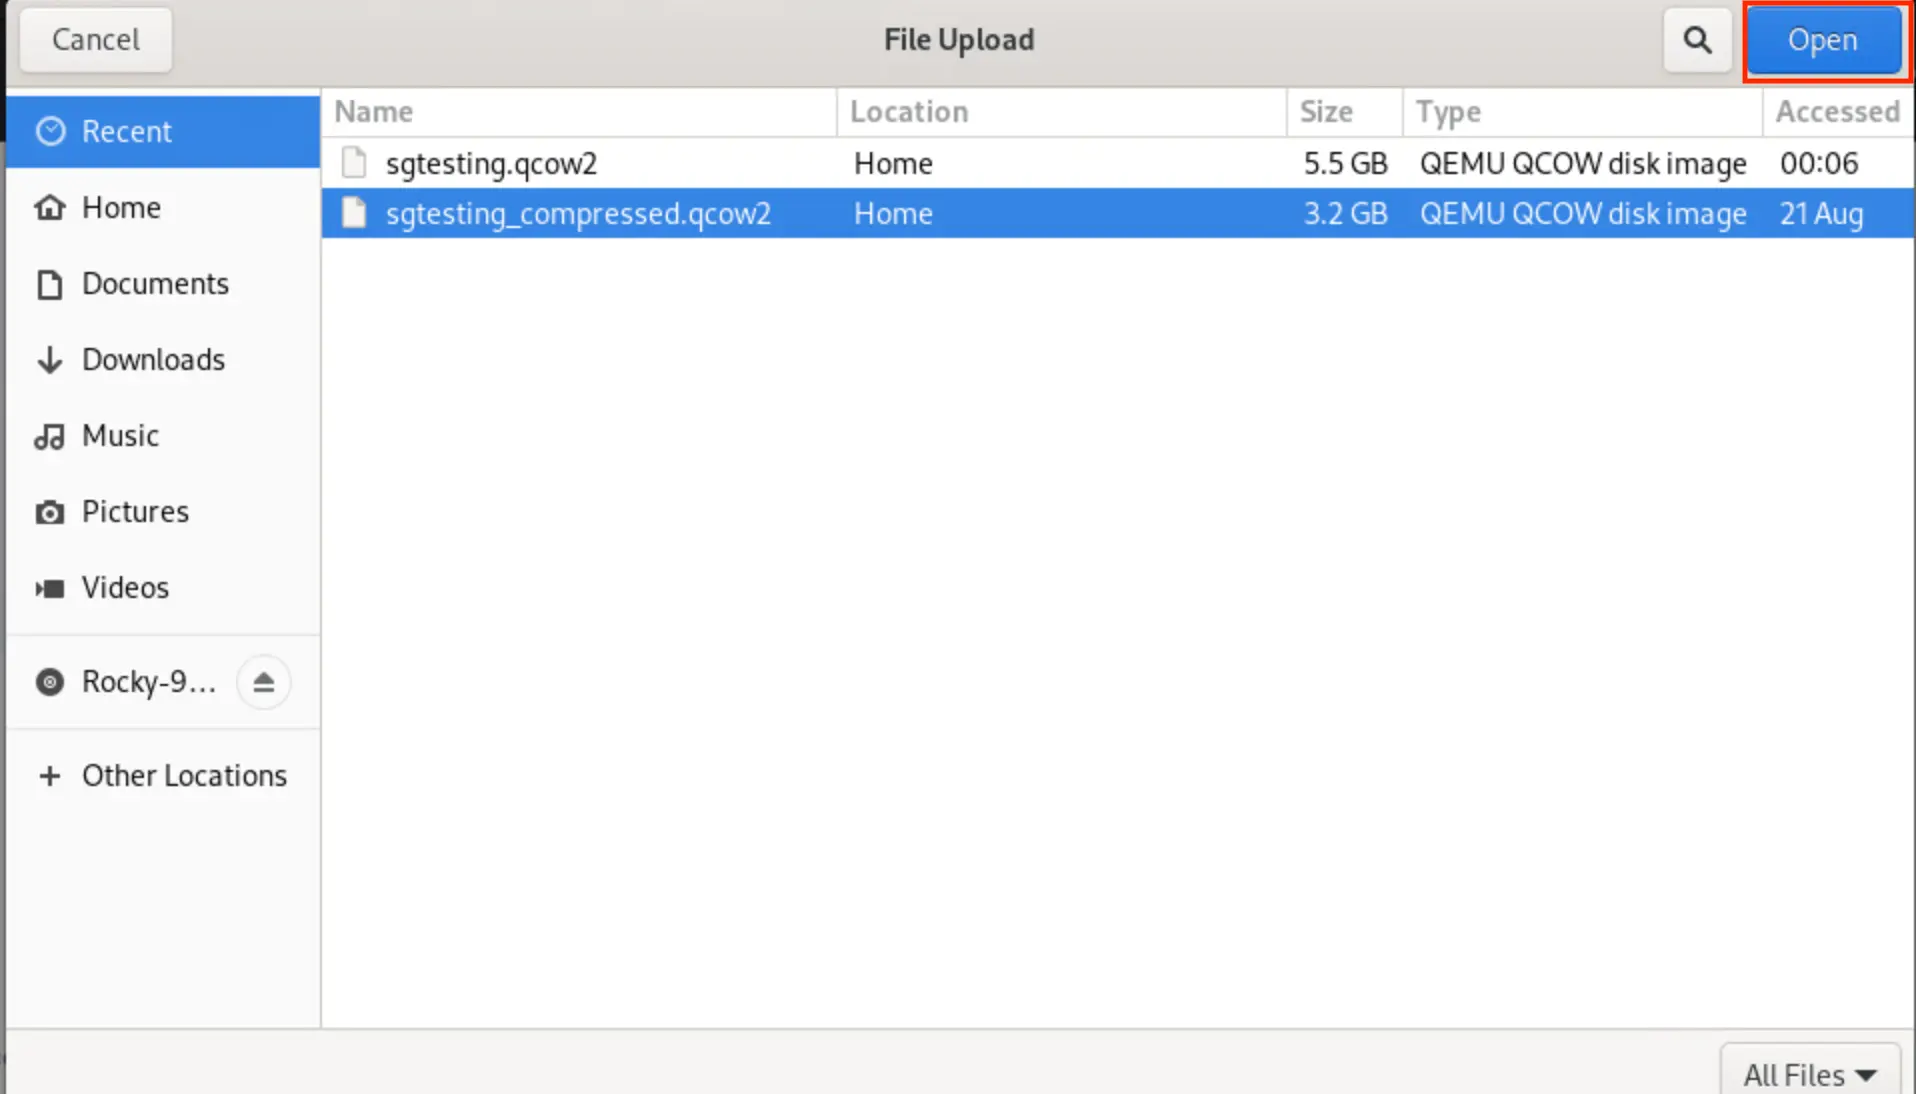 Cancel File Upload Open
Recent
Home
Documents
Downloads
Music
Pictures
Videos
Rocky-9...
Other Locations
Name Location Size Type Accessed
sgtesting.qcow2 Home 5.5 GB QEMU QCOW disk image 00:06
sgtesting_compressed.qcow2 Home 3.2 GB QEMU QCOW disk image 21 Aug
All Files